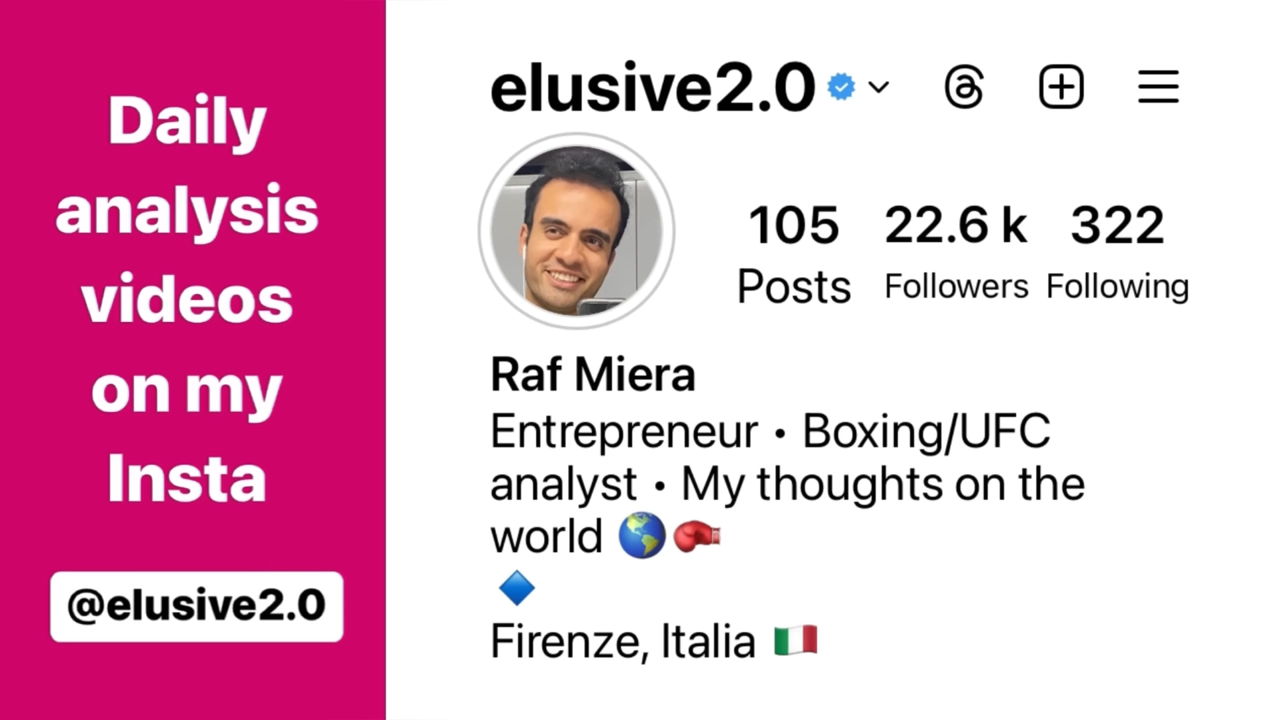 Daily
analysis
videos
on my
Insta
@elusive2.0
elusive2.0
105 22.6 k 322
Posts Followers Following
Raf Miera
Entrepreneur • Boxing/UFC
analyst • My thoughts on the
world 🌎🥊
🔷
Firenze, Italia 🇮🇹